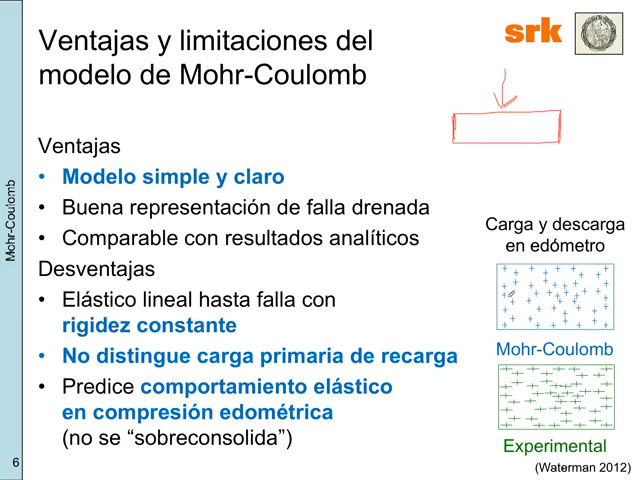 Ventajas y limitaciones del
modelo de Mohr-Coulomb
srk
Mohr-Coulomb
Ventajas
• Modelo simple y claro
• Buena representación de falla drenada
• Comparable con resultados analíticos
Desventajas
• Elástico lineal hasta falla con
rigidez constante
• No distingue carga primaria de recarga
• Predice comportamiento elástico
en compresión edométrica
(no se “sobreconsolida”)
Carga y descarga
en edómetro
Mohr-Coulomb
Experimental
(Waterman 2012)
6